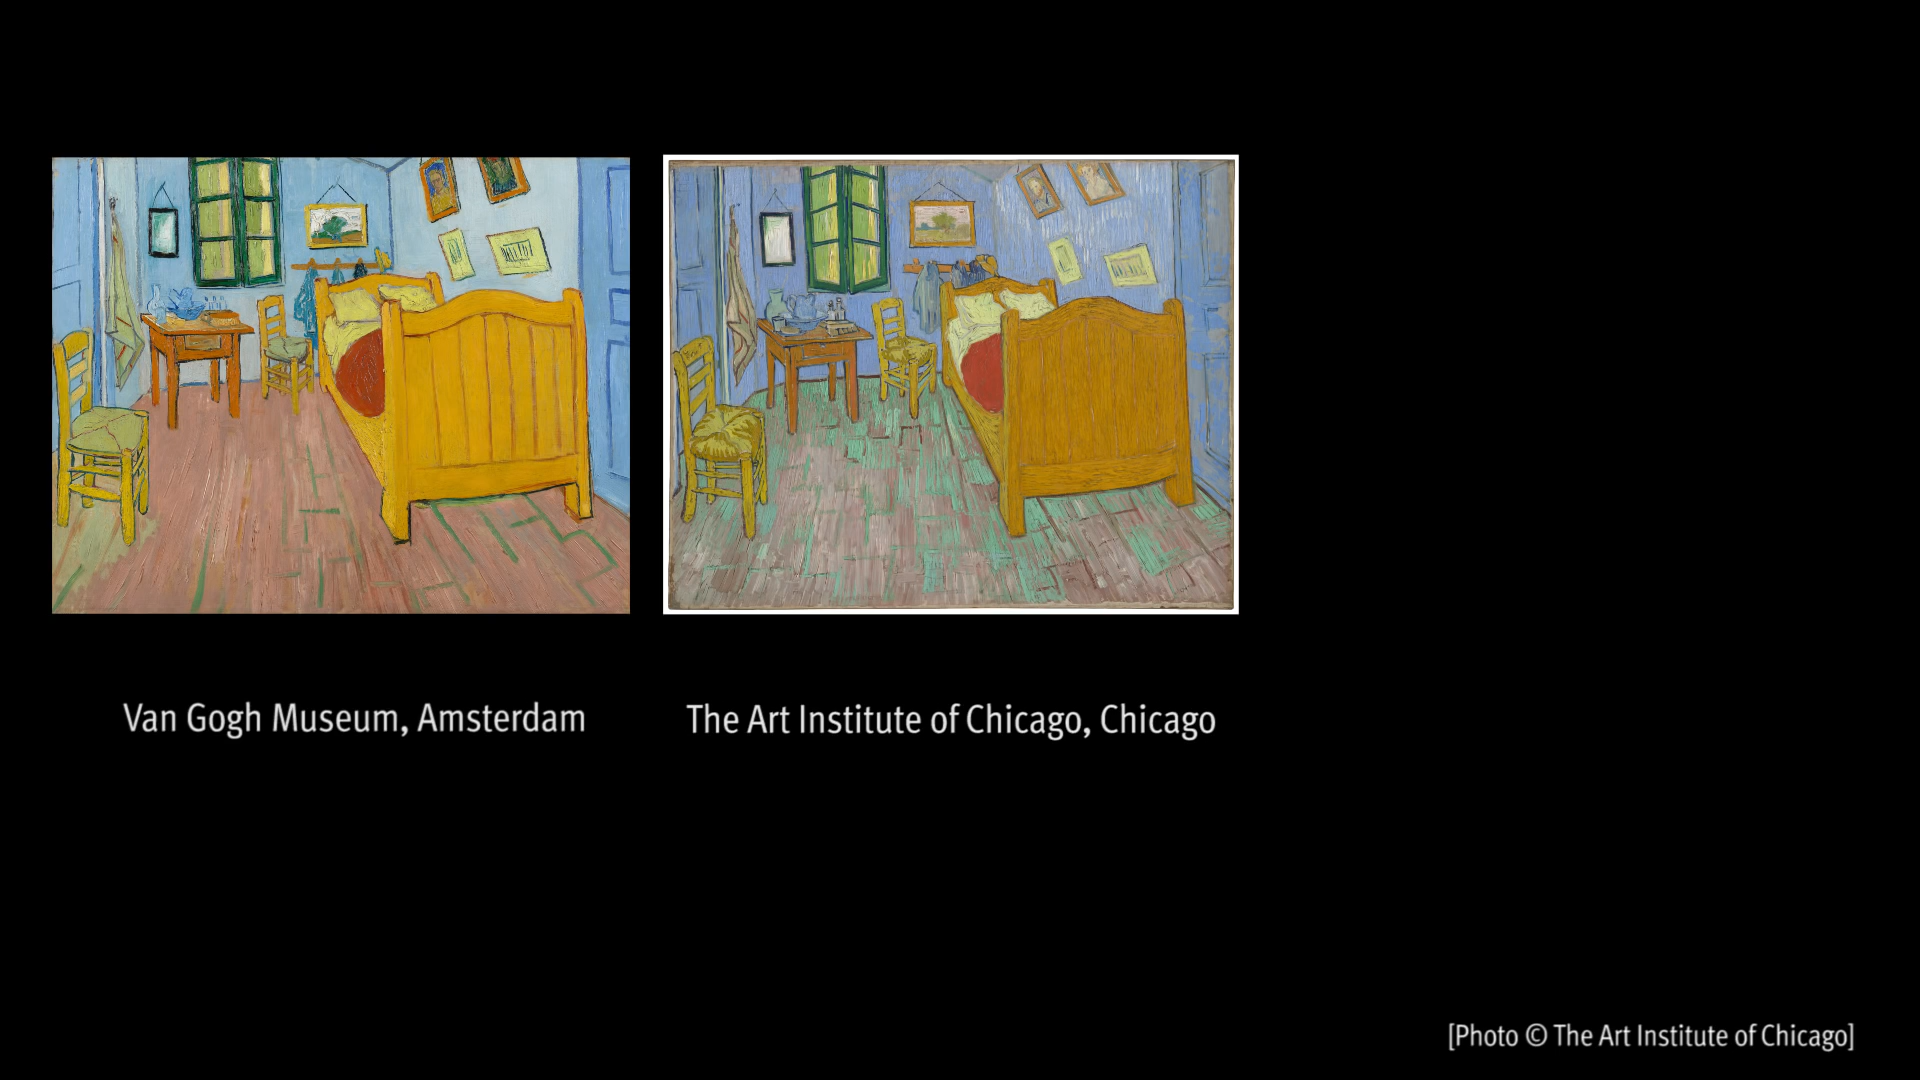 Van Gogh Museum, Amsterdam
The Art Institute of Chicago, Chicago
[Photo © The Art Institute of Chicago]